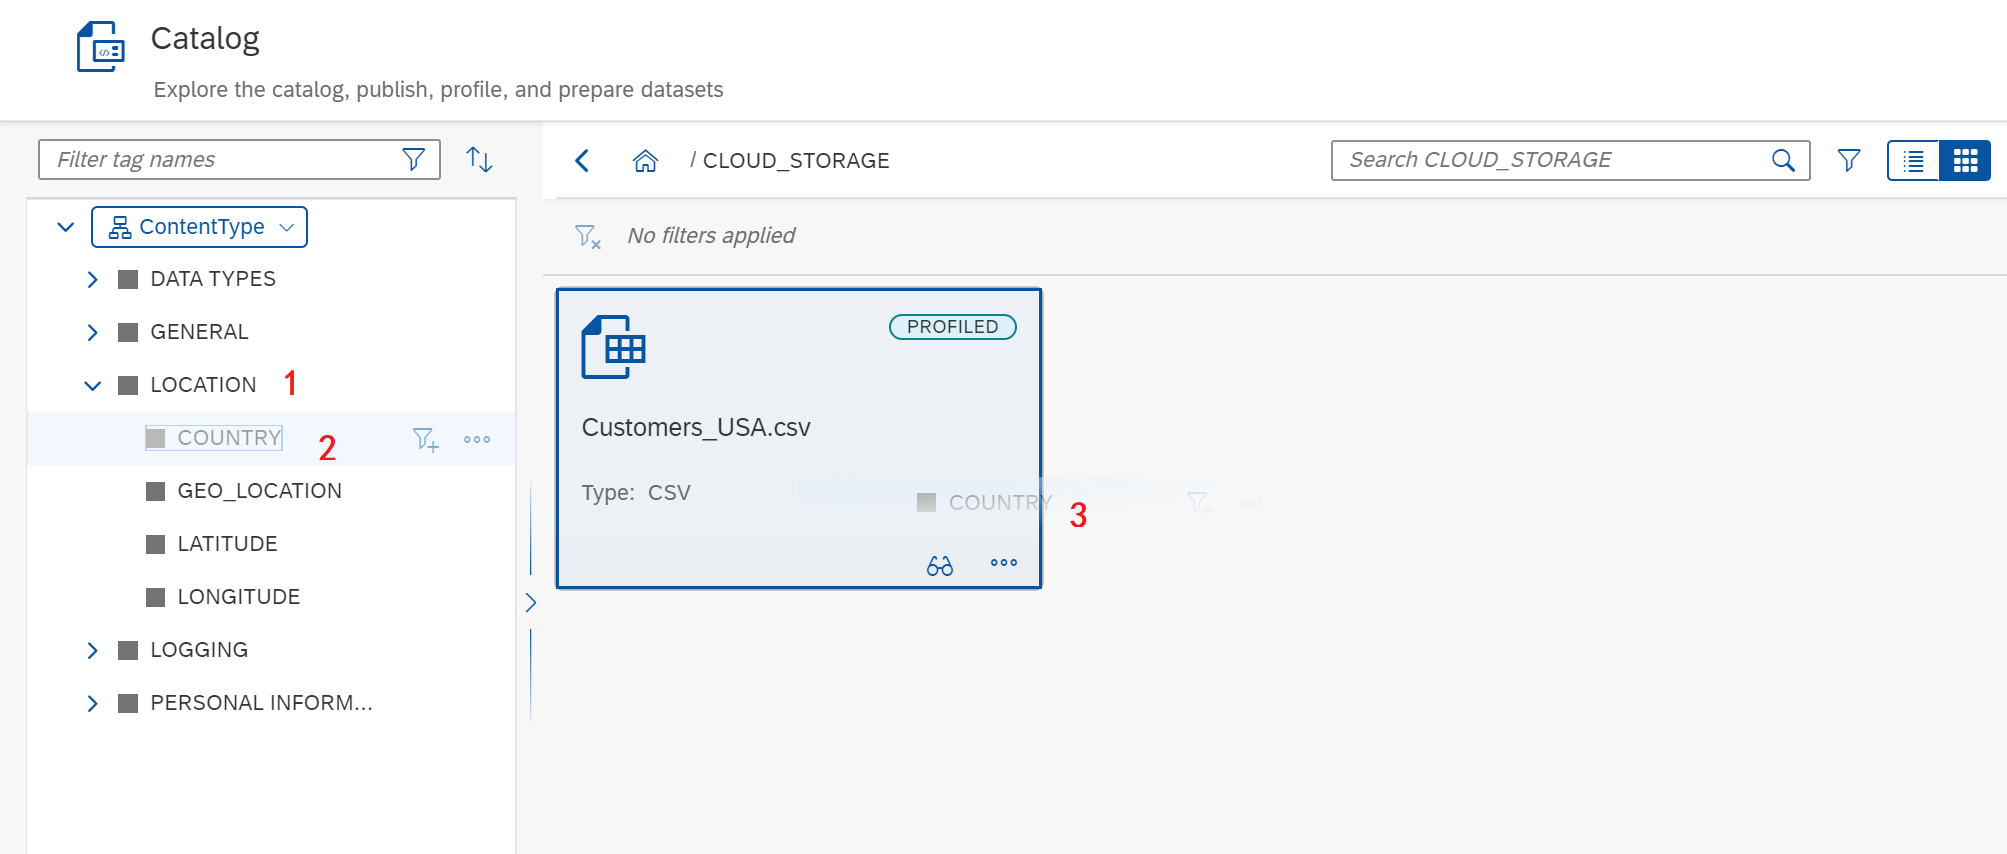 Catalog
Explore the catalog, publish, profile, and prepare datasets
Filter tag names
/ CLOUD_STORAGE
Search CLOUD_STORAGE
ContentType
No filters applied
DATA TYPES
GENERAL
LOCATION 1
COUNTRY 2
GEO_LOCATION
LATITUDE
LONGITUDE
LOGGING
PERSONAL INFORM...
PROFILED
Customers_USA.csv
Type: CSV
COUNTRY 3